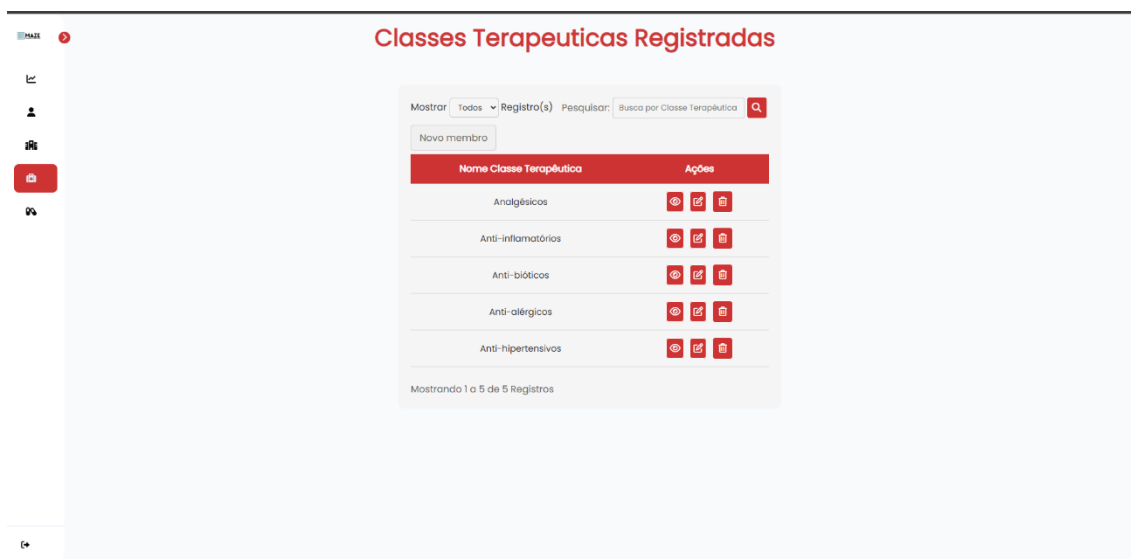 MAZE
Classes Terapeuticas Registradas
Mostrar Todos Registro(s) Pesquisar: Busca por Classe Terapêutica
Novo membro
Nome Classe Terapêutica Ações
Analgésicos
Anti-inflamatórios
Anti-bióticos
Anti-alérgicos
Anti-hipertensivos
Mostrando 1 a 5 de 5 Registros